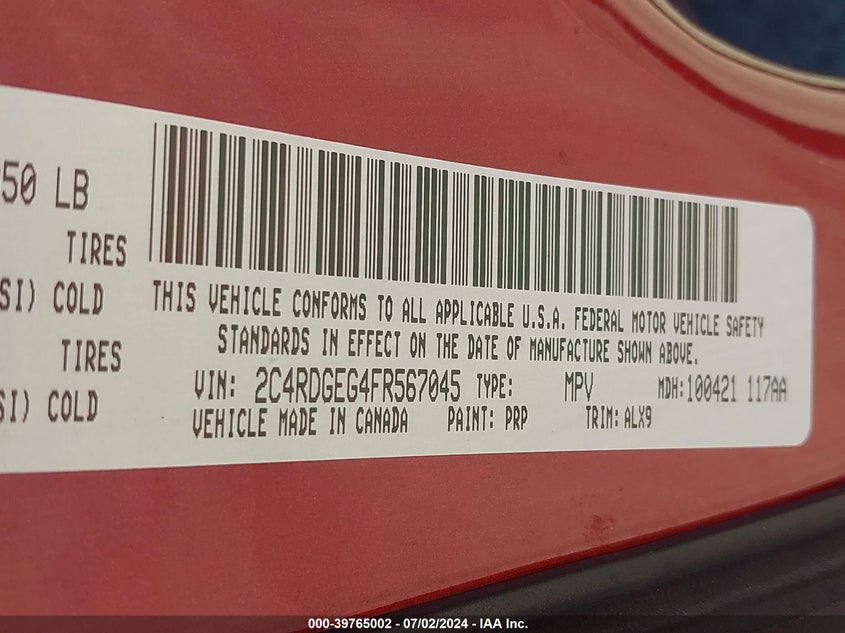 50 LB
TIRES
SI) COLD
TIRES
SI) COLD
THIS VEHICLE CONFORMS TO ALL APPLICABLE U.S.A. FEDERAL MOTOR VEHICLE SAFETY
STANDARDS IN EFFECT ON THE DATE OF MANUFACTURE SHOWN ABOVE.
VIN: 2C4RDGEG4FR567045 TYPE: MPV MDH:100421 117AA
VEHICLE MADE IN CANADA PAINT: PRP TRIM: ALX9
000-39765002 - 07/02/2024 - IAA Inc.